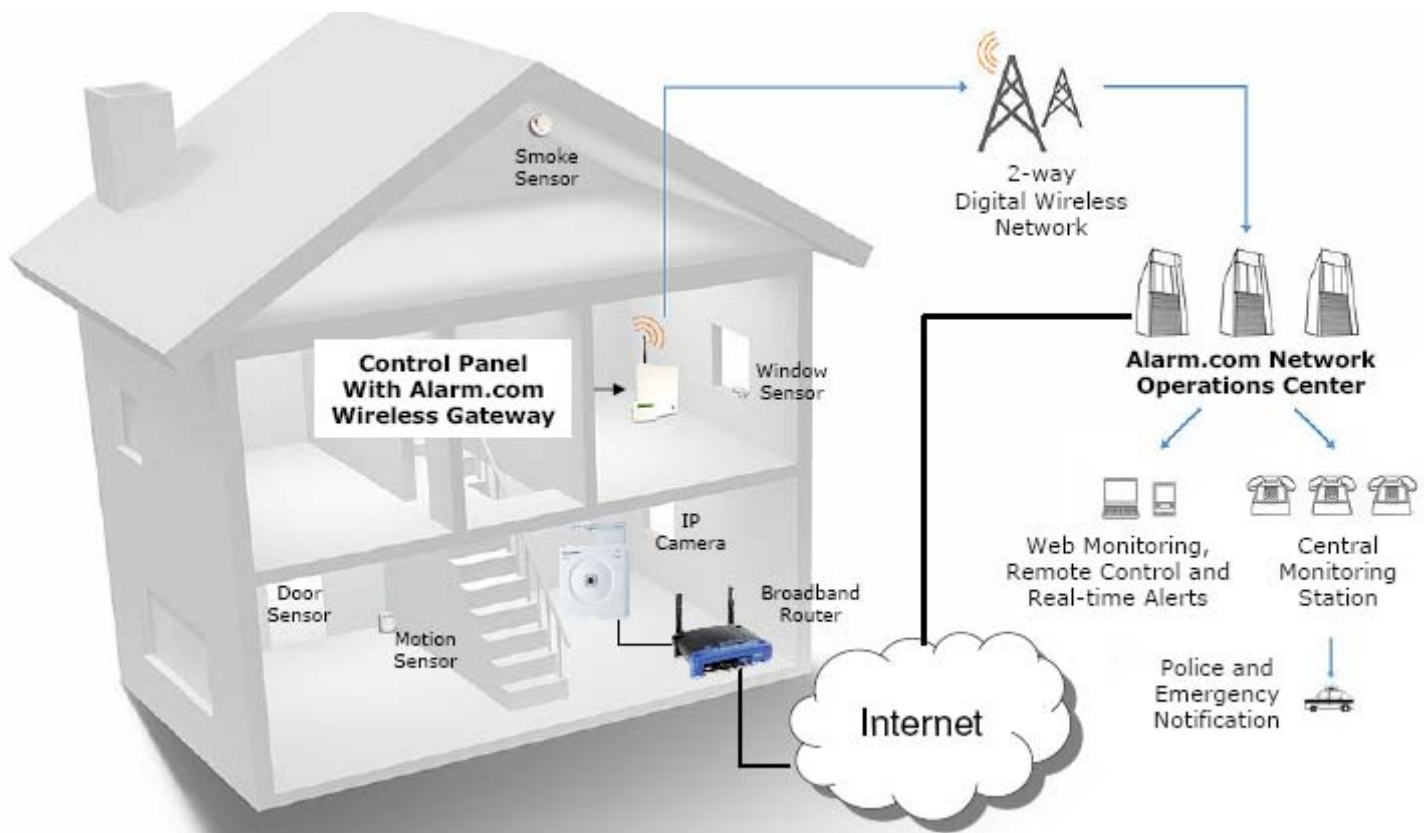 Smoke
Sensor
2-way
Digital Wireless
Network
Control Panel
With Alarm.com
Wireless Gateway
Window
Sensor
Alarm.com Network
Operations Center
IP
Camera
Web Monitoring,
Remote Control and
Real-time Alerts
Central
Monitoring
Station
Door
Sensor
Motion
Sensor
Broadband
Router
Police and
Emergency
Notification
Internet